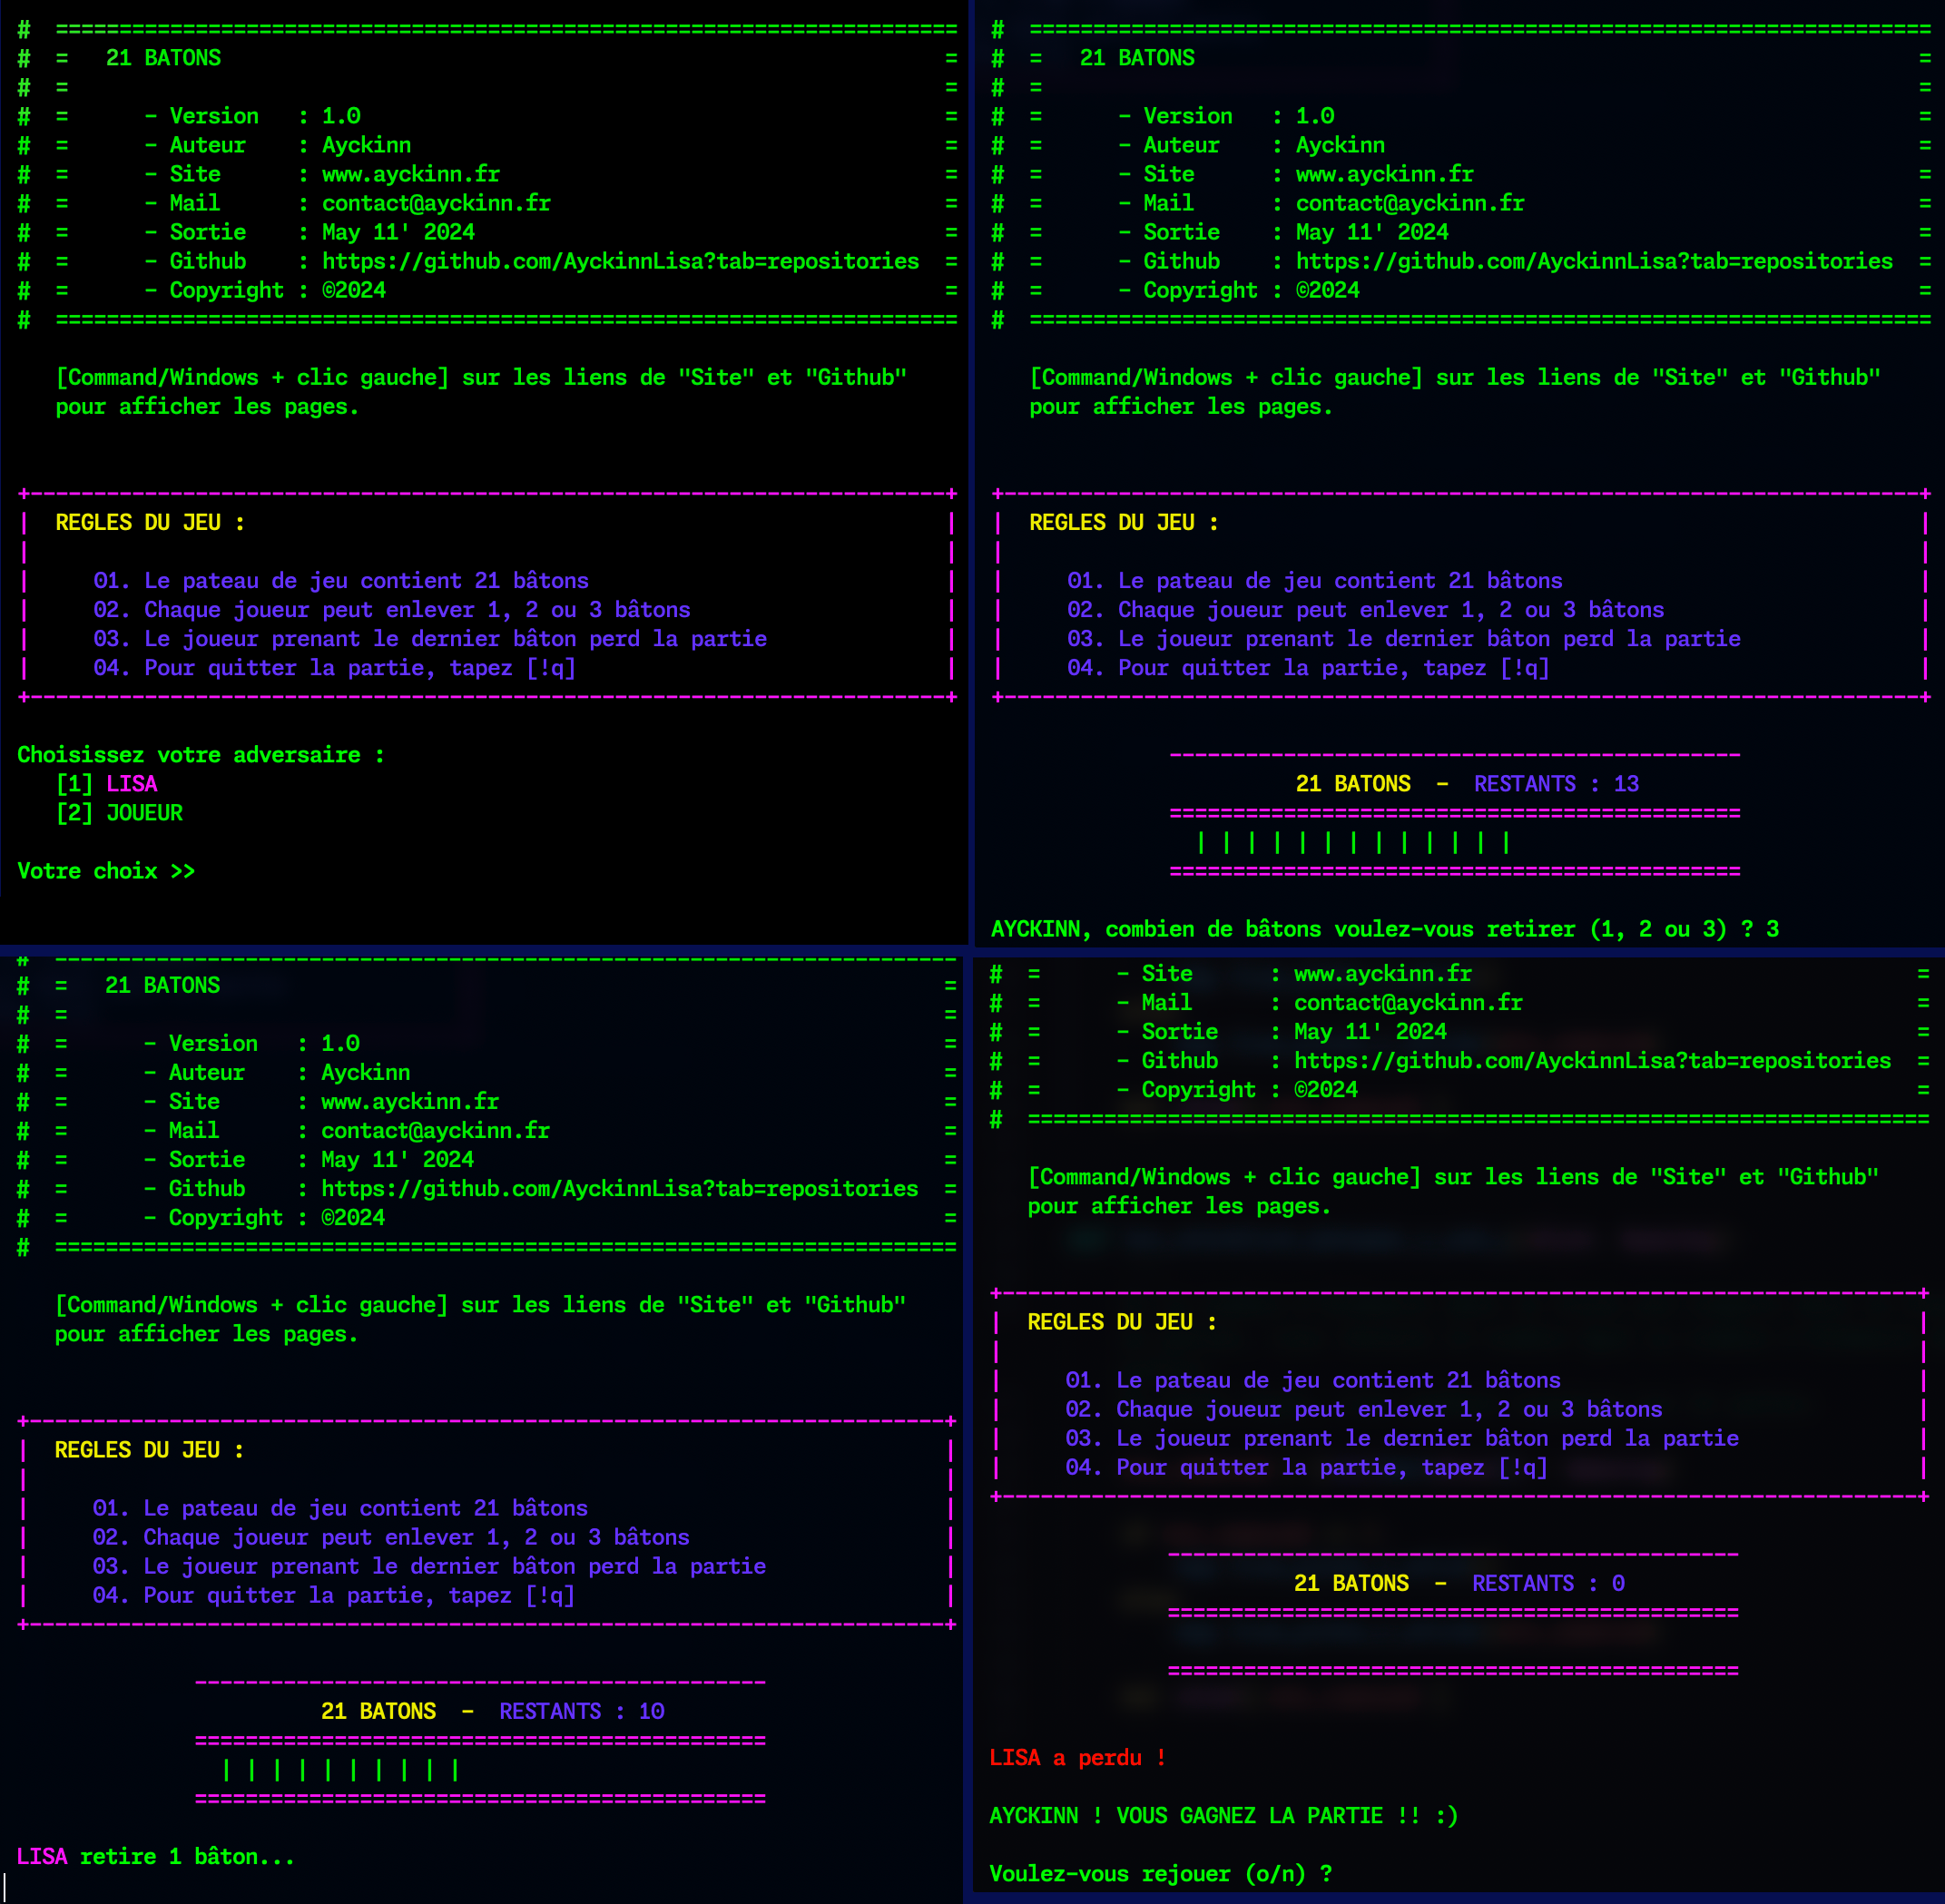 # =======================================================================
# =   21 BATONS =
# = =
# =      - Version   : 1.0 =
# =      - Auteur    : Ayckinn =
# =      - Site      : www.ayckinn.fr =
# =      - Mail      : contact@ayckinn.fr =
# =      - Sortie    : May 11' 2024 =
# =      - Github    : https://github.com/AyckinnLisa?tab=repositories =
# =      - Copyright : ©2024 =
# =======================================================================
[Command/Windows + clic gauche] sur les liens de "Site" et "Github"
pour afficher les pages.
+------------------------------------------------------------------------+
| REGLES DU JEU : |
| |
| 01. Le pateau de jeu contient 21 bâtons |
| 02. Chaque joueur peut enlever 1, 2 ou 3 bâtons |
| 03. Le joueur prenant le dernier bâton perd la partie |
| 04. Pour quitter la partie, tapez [!q] |
+------------------------------------------------------------------------+
Choisissez votre adversaire :
[1] LISA
[2] JOUEUR
Votre choix >>
# =======================================================================
# =   21 BATONS =
# = =
# =      - Version   : 1.0 =
# =      - Auteur    : Ayckinn =
# =      - Site      : www.ayckinn.fr =
# =      - Mail      : contact@ayckinn.fr =
# =      - Sortie    : May 11' 2024 =
# =      - Github    : https://github.com/AyckinnLisa?tab=repositories =
# =      - Copyright : ©2024 =
# =======================================================================
[Command/Windows + clic gauche] sur les liens de "Site" et "Github"
pour afficher les pages.
+------------------------------------------------------------------------+
| REGLES DU JEU : |
| |
| 01. Le pateau de jeu contient 21 bâtons |
| 02. Chaque joueur peut enlever 1, 2 ou 3 bâtons |
| 03. Le joueur prenant le dernier bâton perd la partie |
| 04. Pour quitter la partie, tapez [!q] |
+------------------------------------------------------------------------+
---------------------------------------------
21 BATONS  -  RESTANTS : 13
=============================================
| | | | | | | | | | | | |
=============================================
AYCKINN, combien de bâtons voulez-vous retirer (1, 2 ou 3) ? 3
# =======================================================================
# =   21 BATONS =
# = =
# =      - Version   : 1.0 =
# =      - Auteur    : Ayckinn =
# =      - Site      : www.ayckinn.fr =
# =      - Mail      : contact@ayckinn.fr =
# =      - Sortie    : May 11' 2024 =
# =      - Github    : https://github.com/AyckinnLisa?tab=repositories =
# =      - Copyright : ©2024 =
# =======================================================================
[Command/Windows + clic gauche] sur les liens de "Site" et "Github"
pour afficher les pages.
+------------------------------------------------------------------------+
| REGLES DU JEU : |
| |
| 01. Le pateau de jeu contient 21 bâtons |
| 02. Chaque joueur peut enlever 1, 2 ou 3 bâtons |
| 03. Le joueur prenant le dernier bâton perd la partie |
| 04. Pour quitter la partie, tapez [!q] |
+------------------------------------------------------------------------+
---------------------------------------------
21 BATONS  -  RESTANTS : 10
=============================================
| | | | | | | | | |
=============================================
LISA retire 1 bâton...
# =      - Site      : www.ayckinn.fr =
# =      - Mail      : contact@ayckinn.fr =
# =      - Sortie    : May 11' 2024 =
# =      - Github    : https://github.com/AyckinnLisa?tab=repositories =
# =      - Copyright : ©2024 =
# =======================================================================
[Command/Windows + clic gauche] sur les liens de "Site" et "Github"
pour afficher les pages.
+------------------------------------------------------------------------+
| REGLES DU JEU : |
| |
| 01. Le pateau de jeu contient 21 bâtons |
| 02. Chaque joueur peut enlever 1, 2 ou 3 bâtons |
| 03. Le joueur prenant le dernier bâton perd la partie |
| 04. Pour quitter la partie, tapez [!q] |
+------------------------------------------------------------------------+
---------------------------------------------
21 BATONS  -  RESTANTS : 0
=============================================
=============================================
LISA a perdu !
AYCKINN ! VOUS GAGNEZ LA PARTIE !! :)
Voulez-vous rejouer (o/n) ?